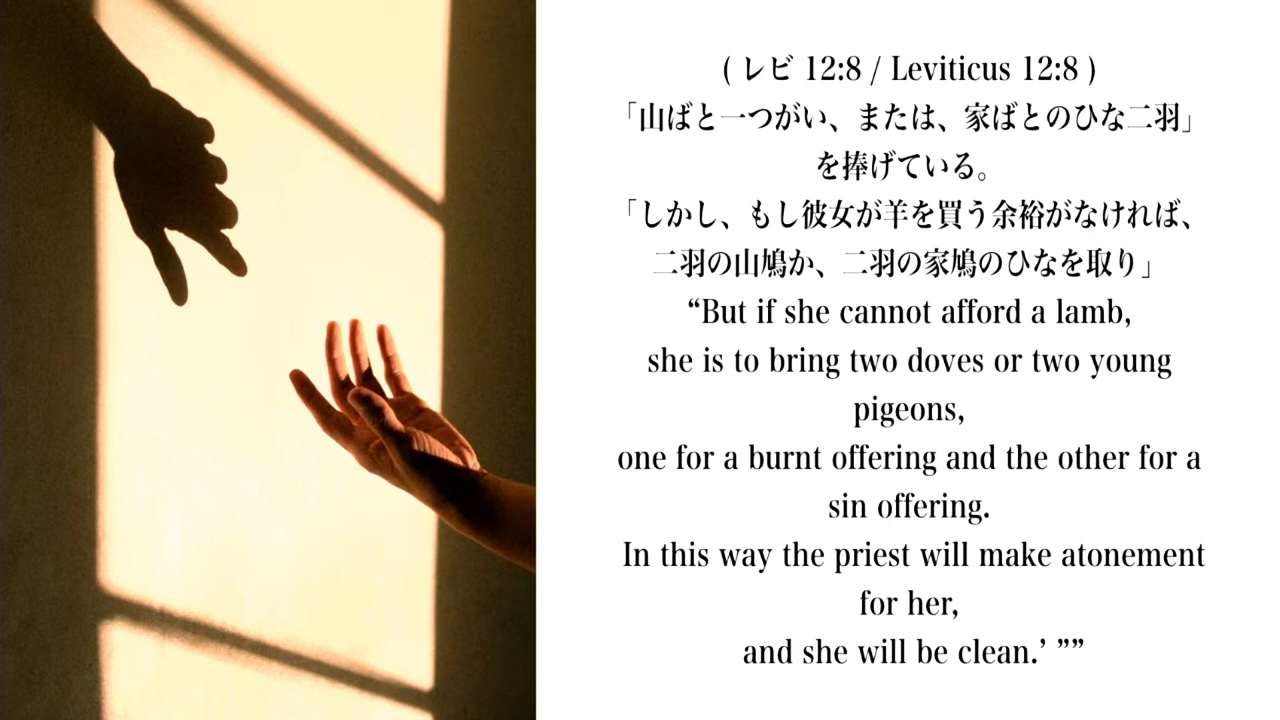 ( レビ 12:8 / Leviticus 12:8 )
「山ばと一つがい、または、家ばとのひな二羽」
を捧げている。
「しかし、もし彼女が羊を買う余裕がなければ、
二羽の山鳩か、二羽の家鳩のひなを取り」
“But if she cannot afford a lamb,
she is to bring two doves or two young
pigeons,
one for a burnt offering and the other for a
sin offering.
In this way the priest will make atonement
for her,
and she will be clean.’ ””